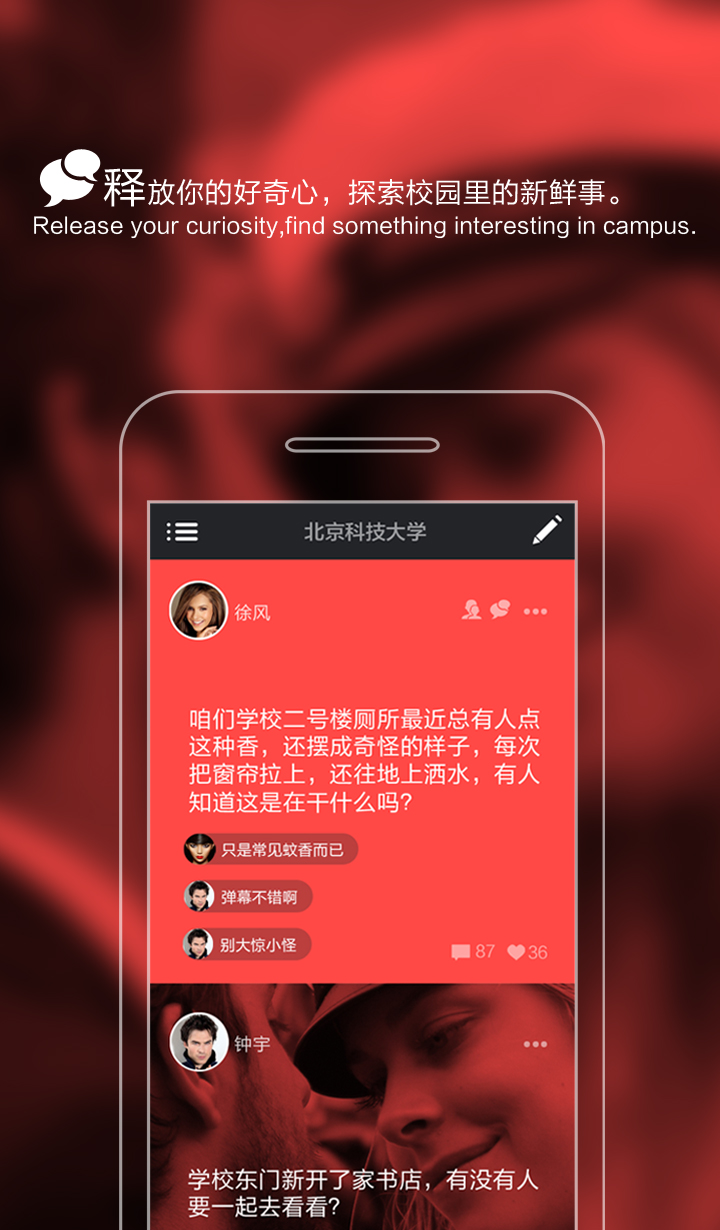 释放你的好奇心，探索校园里的新鲜事。
Release your curiosity,find something interesting in campus.
北京科技大学
徐风
咱们学校二号楼厕所最近总有人点
这种香，还摆成奇怪的样子，每次
把窗帘拉上，还往地上洒水，有人
知道这是在干什么吗?
只是常见蚊香而已
弹幕不错啊
别大惊小怪
87 36
钟宇
学校东门新开了家书店，有没有人
要一起去看看?